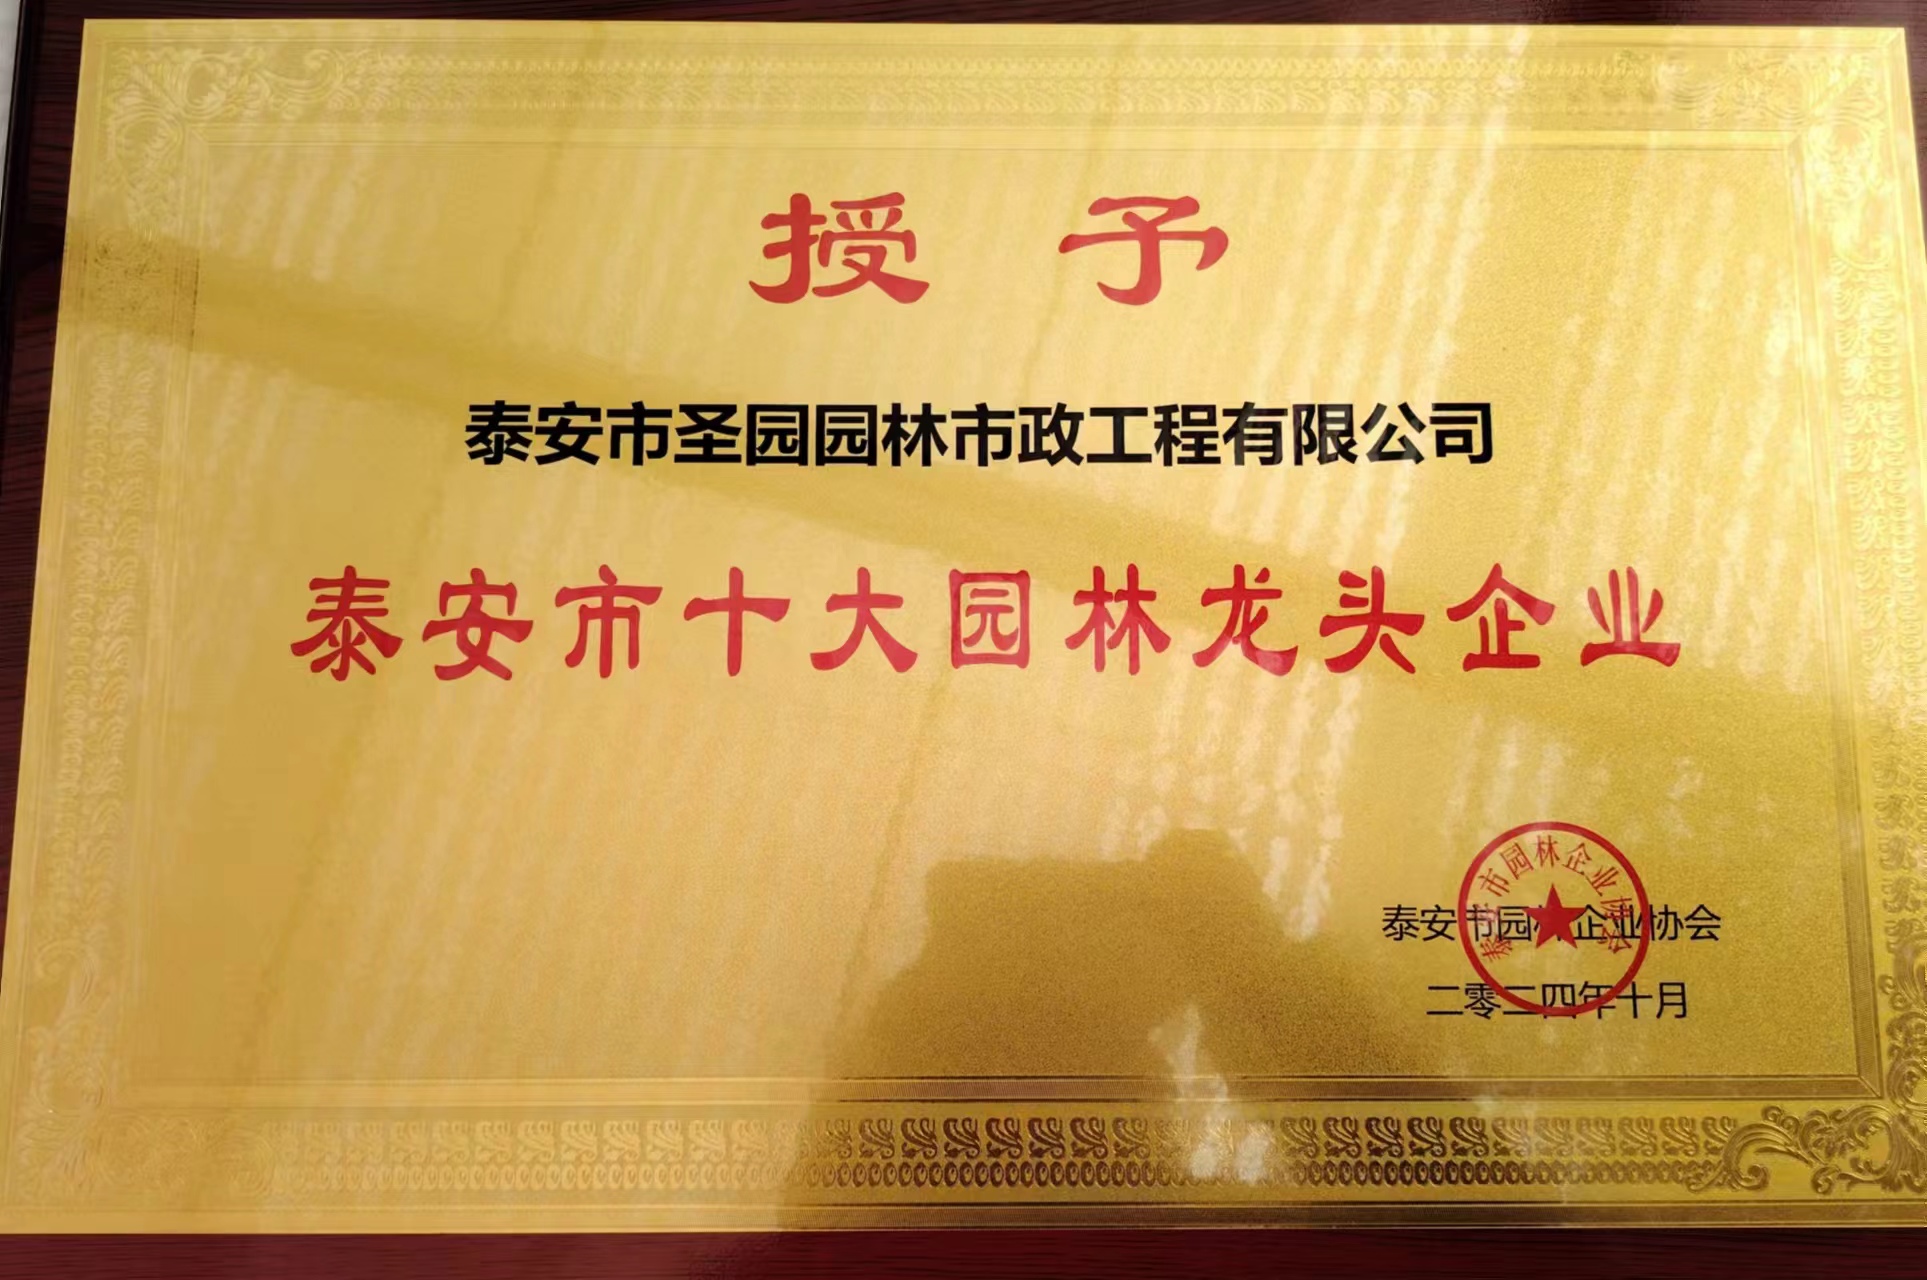 授予
泰安市圣园园林市政工程有限公司
泰安市十大园林龙头企业
泰安市园林企业协会
泰安市园林企业协会
二零二四年十月